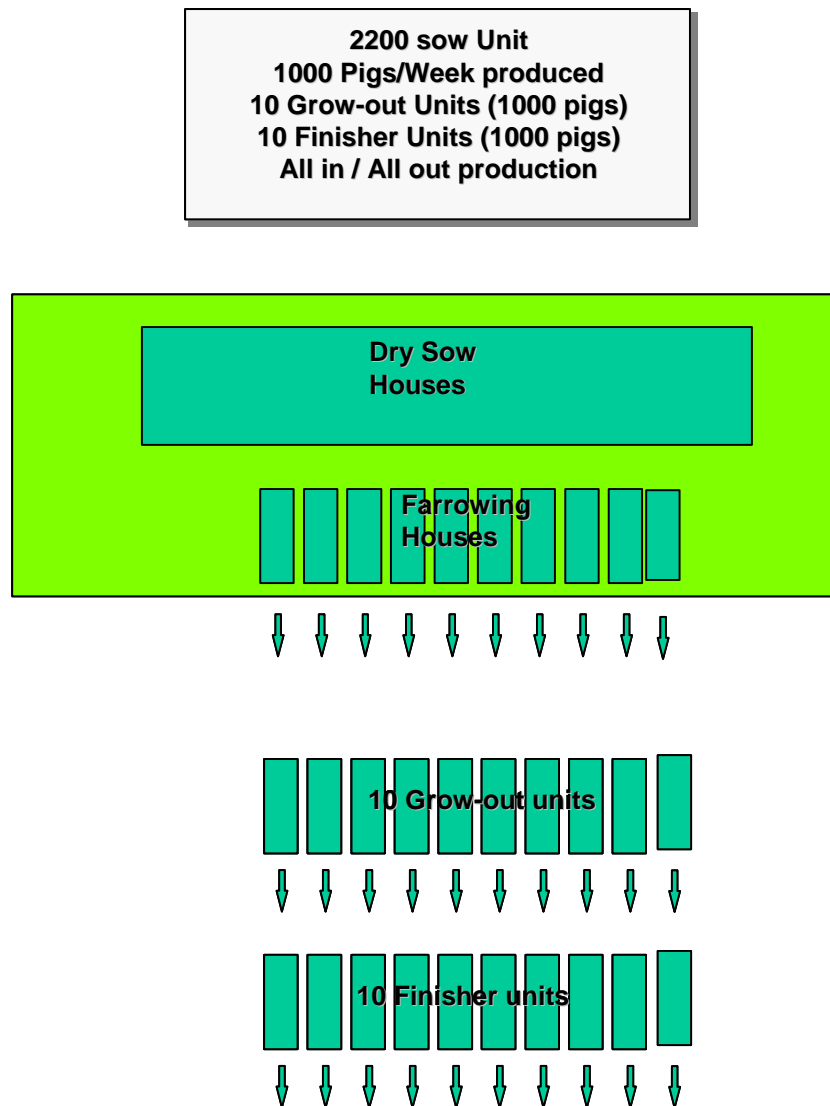 2200 sow Unit
1000 Pigs/Week produced
10 Grow-out Units (1000 pigs)
10 Finisher Units (1000 pigs)
All in / All out production
Dry Sow
Houses
Farrowing
Houses
10 Grow-out units
10 Finisher units